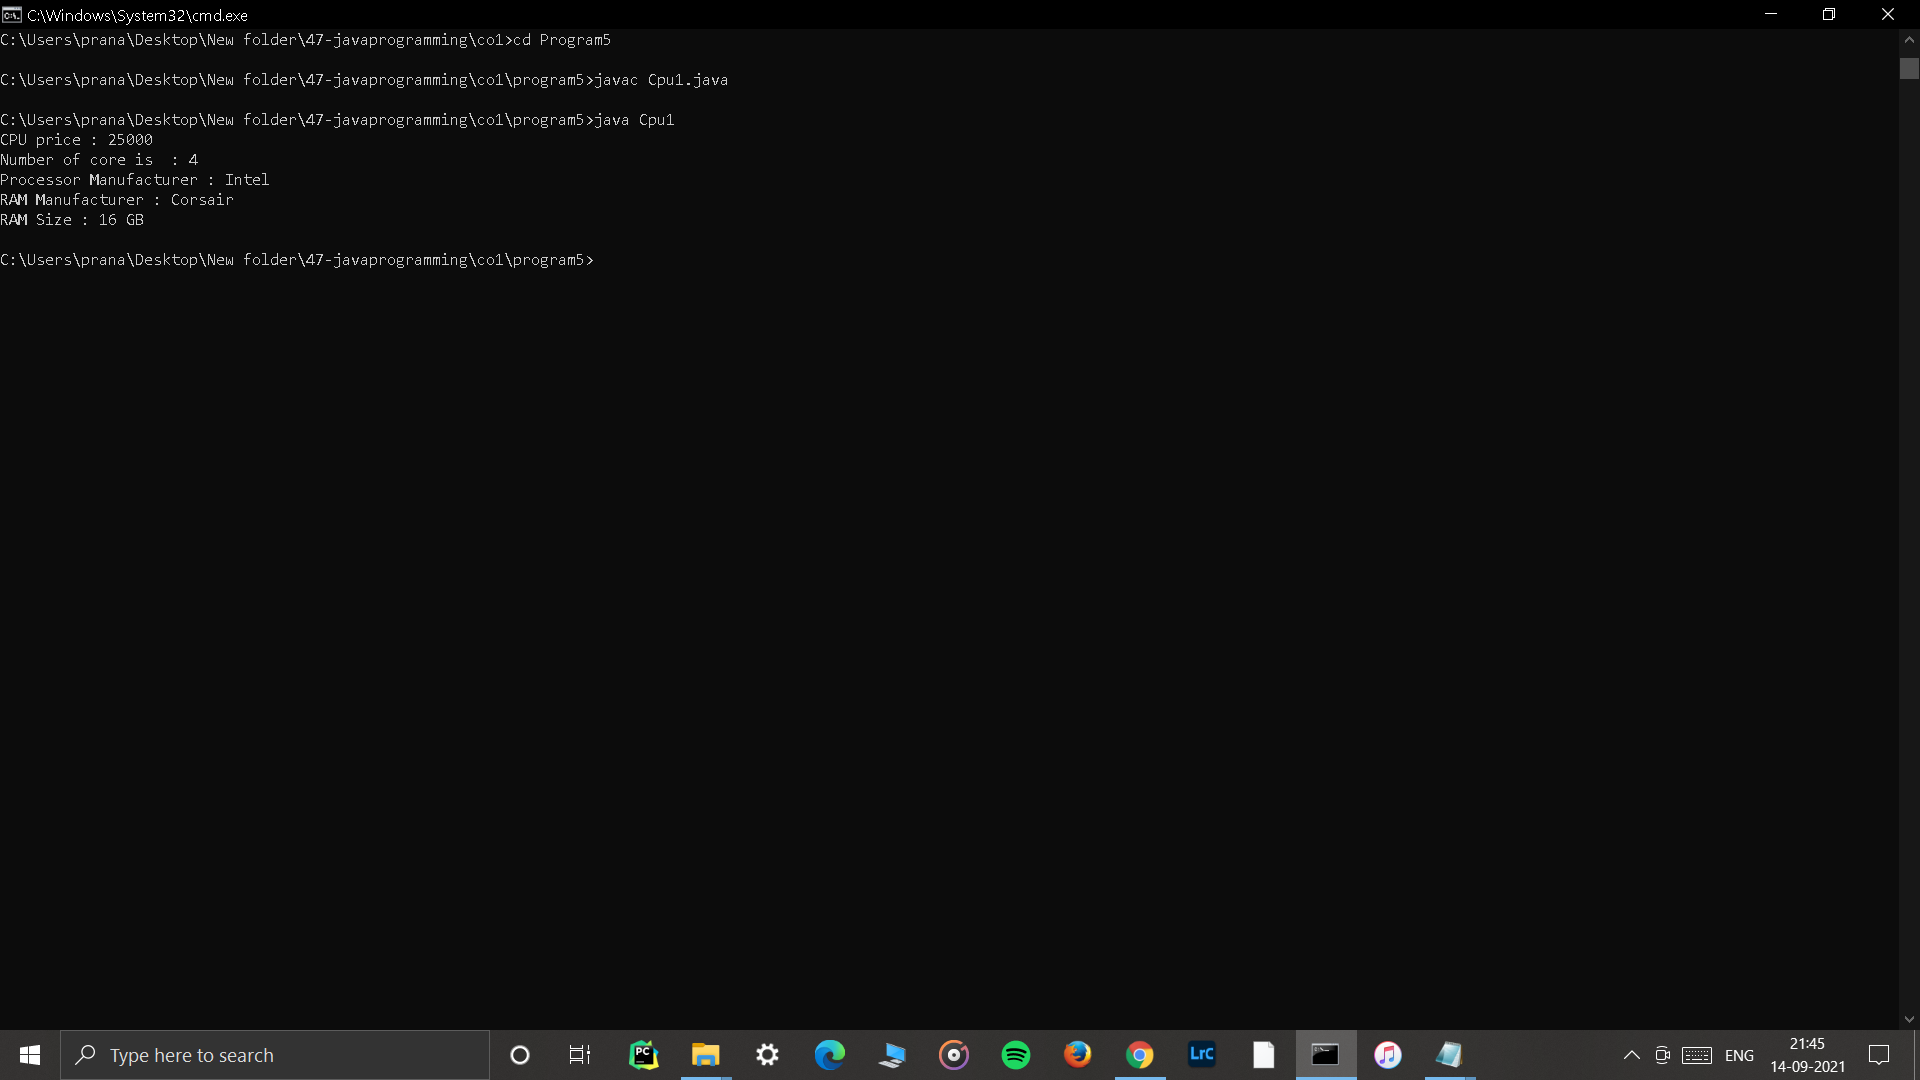 C:\Windows\System32\cmd.exe
C:\Users\prana\Desktop\New folder\47-javaprogramming\co1>cd Program5
C:\Users\prana\Desktop\New folder\47-javaprogramming\co1\program5>javac Cpu1.java
C:\Users\prana\Desktop\New folder\47-javaprogramming\co1\program5>java Cpu1
CPU price : 25000
Number of core is  : 4
Processor Manufacturer : Intel
RAM Manufacturer : Corsair
RAM Size : 16 GB
C:\Users\prana\Desktop\New folder\47-javaprogramming\co1\program5>
Type here to search
PC
LrC
ENG
21:45
14-09-2021